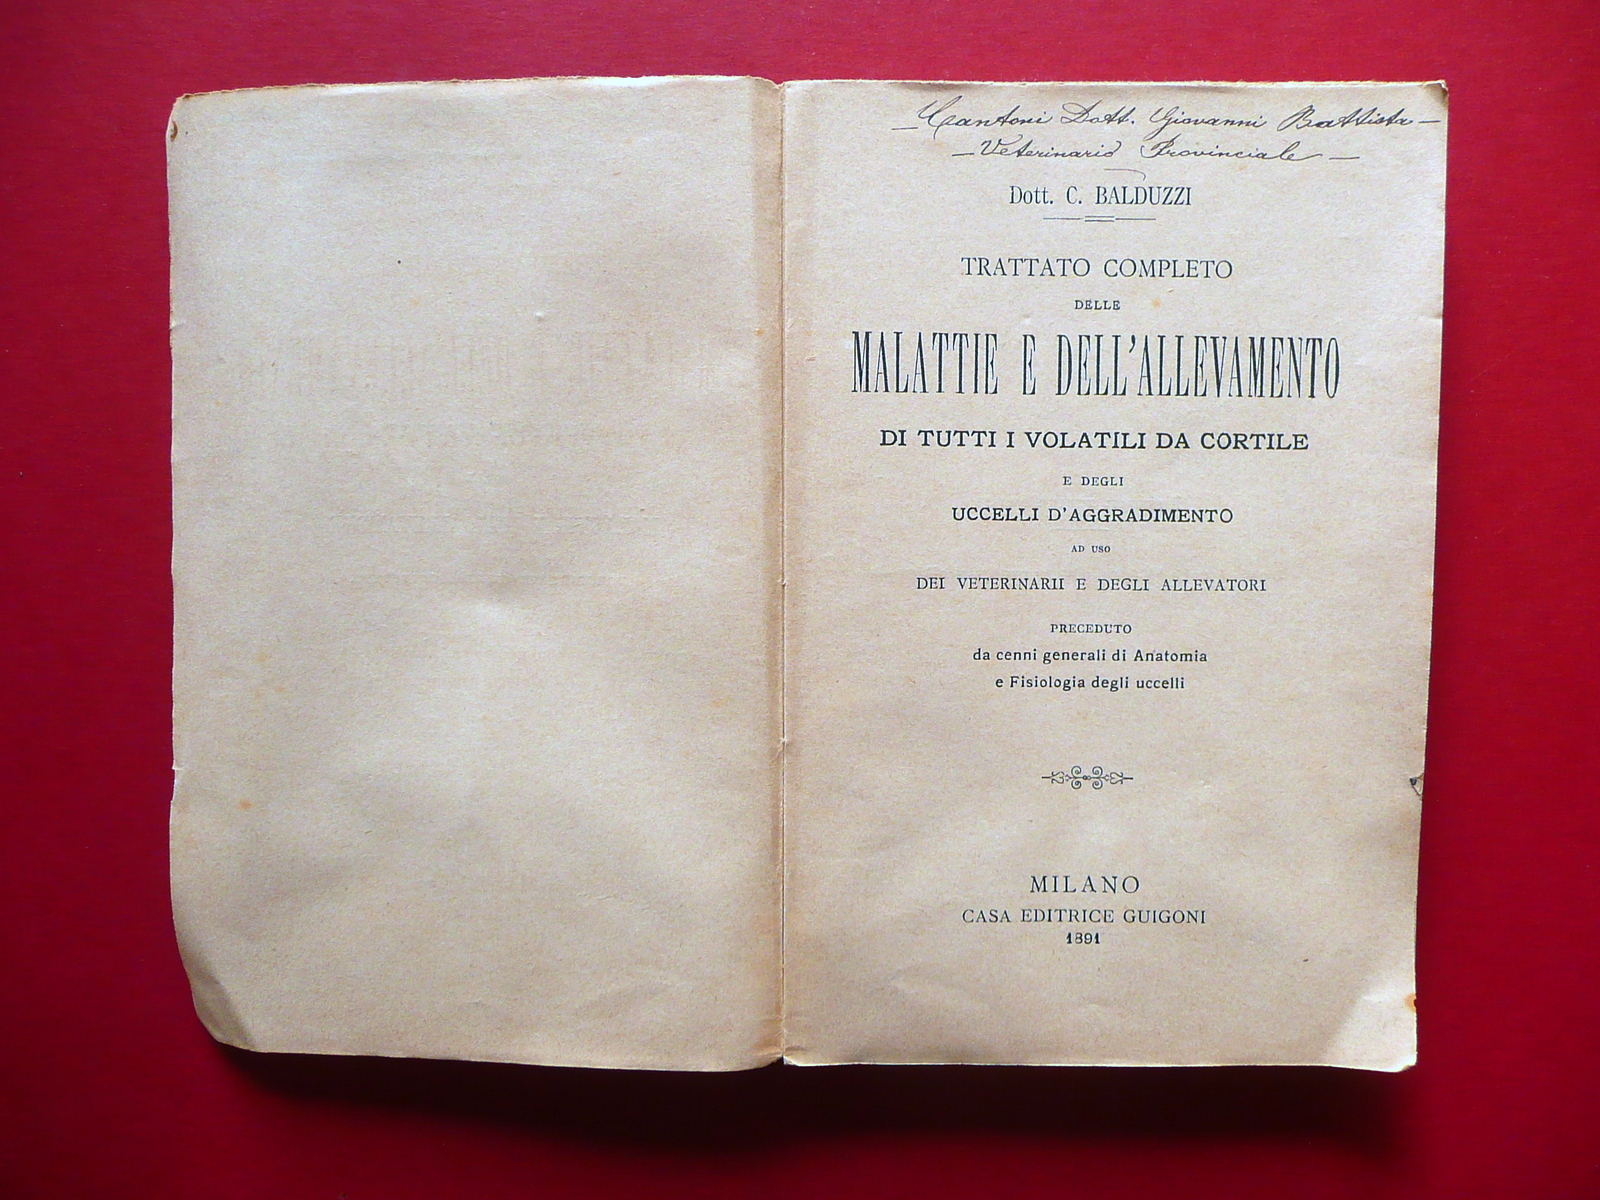 — Cantoni Dott. Giovanni Battista —
— Veterinario Provinciale —
Dott. C. BALDUZZI
TRATTATO COMPLETO
DELLE
MALATTIE E DELL'ALLEVAMENTO
DI TUTTI I VOLATILI DA CORTILE
E DEGLI
UCCELLI D'AGGRADIMENTO
AD USO
DEI VETERINARII E DEGLI ALLEVATORI
PRECEDUTO
da cenni generali di Anatomia
e Fisiologia degli uccelli
MILANO
CASA EDITRICE GUIGONI
1891